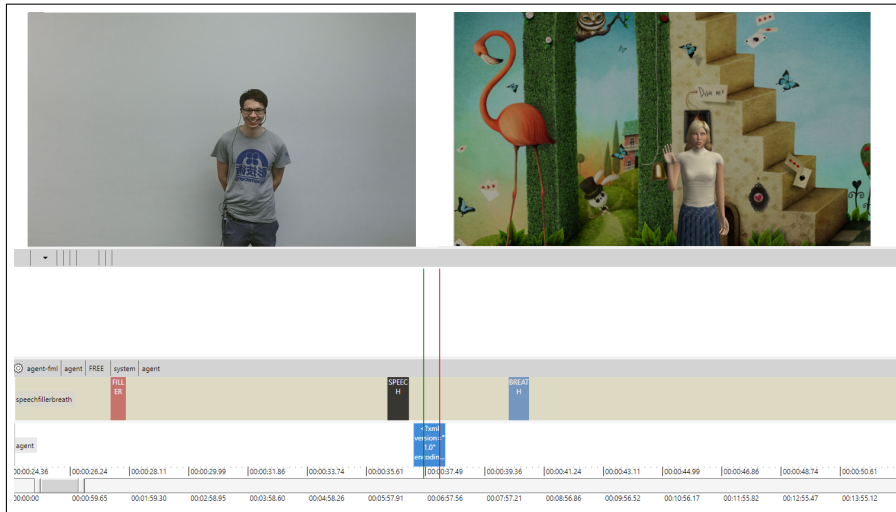 Drink me!
agent-fml agent FREE system agent
FILL
ER
SPEEC
H
BREAT
H
speechfillerbreath
<?xml
version="
1.0"
encodin...
agent
00:00:24.36 00:00:26.24 00:00:28.11 00:00:29.99 00:00:31.86 00:00:33.74 00:00:35.61 00:00:37.49 00:00:39.36 00:00:41.24 00:00:43.11 00:00:44.99 00:00:46.86 00:00:48.74 00:00:50.61
00:00:00 00:00:59.65 00:01:59.30 00:02:58.95 00:03:58.60 00:04:58.26 00:05:57.91 00:06:57.56 00:07:57.21 00:08:56.86 00:09:56.52 00:10:56.17 00:11:55.82 00:12:55.47 00:13:55.12